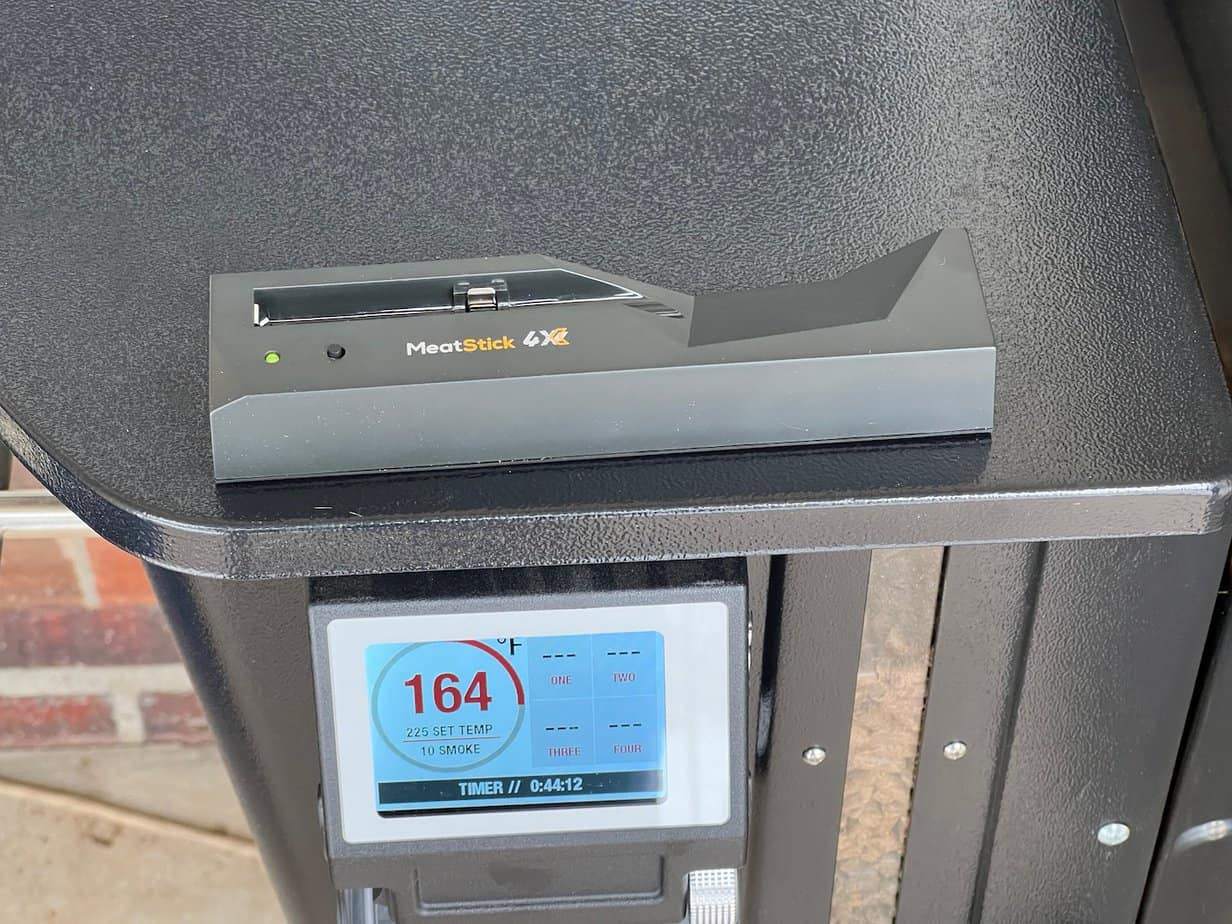 MeatStick 4X
°F
164
225 SET TEMP
10 SMOKE
---
---
ONE
TWO
---
---
THREE
FOUR
TIMER // 0:44:12